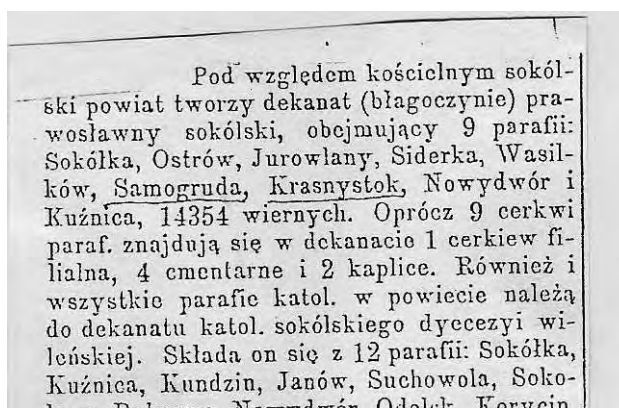 Pod względem kościelnym sokól-
ski powiat tworzy dekanat (błagoczynie) pra-
wosławny sokólski, obejmujący 9 parafii:
Sokółka, Ostrów, Jurowlany, Siderka, Wasil-
ków, Samogruda, Krasnystok, Nowydwór i
Kuźnica, 14354 wiernych. Oprócz 9 cerkwi
paraf. znajdują się w dekanacie 1 cerkiew fi-
lialna, 4 cmentarne i 2 kaplice. Również i
wszystkie parafie katol. w powiecie należą
do dekanatu katol. sokólskiego dyecezyi wi-
leńskiej. Składa on się z 12 parafii: Sokółka,
Kuźnica, Kundzin, Janów, Suchowola, Soko-
Nowydwór, Odelsk, Korycin,